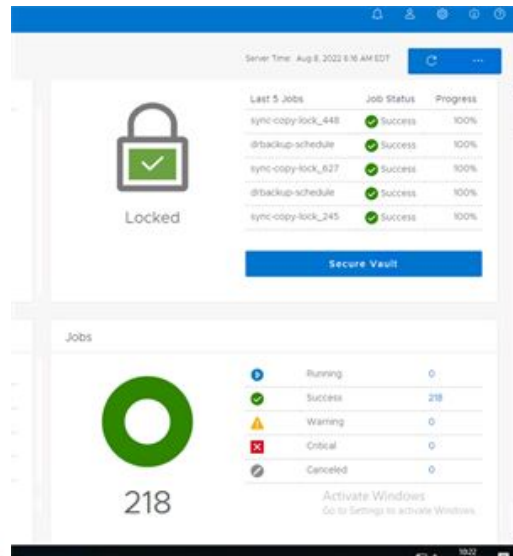 Server Time: Aug 8, 2022 6:16 AM EDT
Last 5 Jobs Job Status Progress
sync-copy-lock_448 Success 100%
drbackup-schedule Success 100%
sync-copy-lock_627 Success 100%
drbackup-schedule Success 100%
sync-copy-lock_245 Success 100%
Locked
Secure Vault
Jobs
Running 0
Success 218
Warning 0
Critical 0
Canceled 0
218
Activate Windows
Go to Settings to activate Windows.
10:22